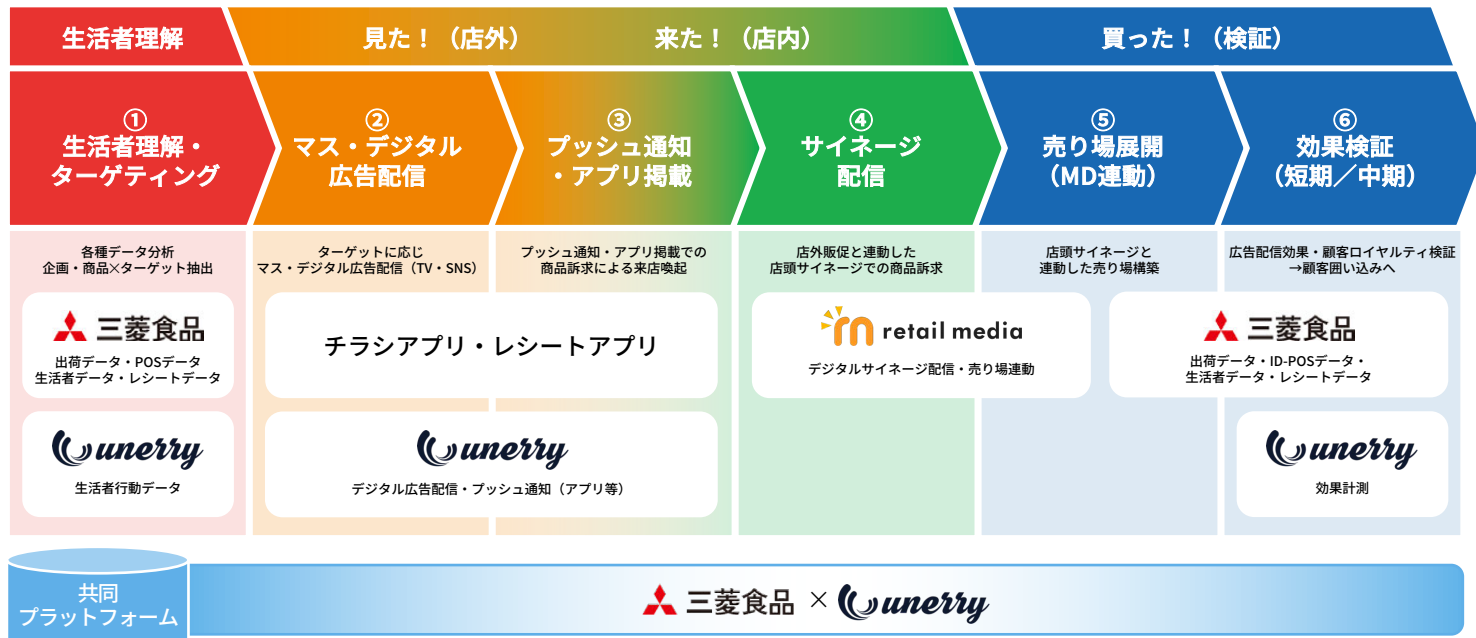 生活者理解
見た！（店外）
来た！（店内）
買った！（検証）
①
生活者理解・
ターゲティング
②
マス・デジタル
広告配信
③
プッシュ通知
・アプリ掲載
④
サイネージ
配信
⑤
売り場展開
（MD連動）
⑥
効果検証
（短期／中期）
各種データ分析
企画・商品×ターゲット抽出
ターゲットに応じ
マス・デジタル広告配信（TV・SNS）
プッシュ通知・アプリ掲載での
商品訴求による来店喚起
店外販促と連動した
店頭サイネージでの商品訴求
店頭サイネージと
連動した売り場構築
広告配信効果・顧客ロイヤルティ検証
→顧客囲い込みへ
三菱食品
出荷データ・POSデータ
生活者データ・レシートデータ
チラシアプリ・レシートアプリ
retail media
デジタルサイネージ配信・売り場連動
三菱食品
出荷データ・ID-POSデータ・
生活者データ・レシートデータ
unerry
生活者行動データ
unerry
デジタル広告配信・プッシュ通知（アプリ等）
unerry
効果計測
共同
プラットフォーム
三菱食品 × unerry